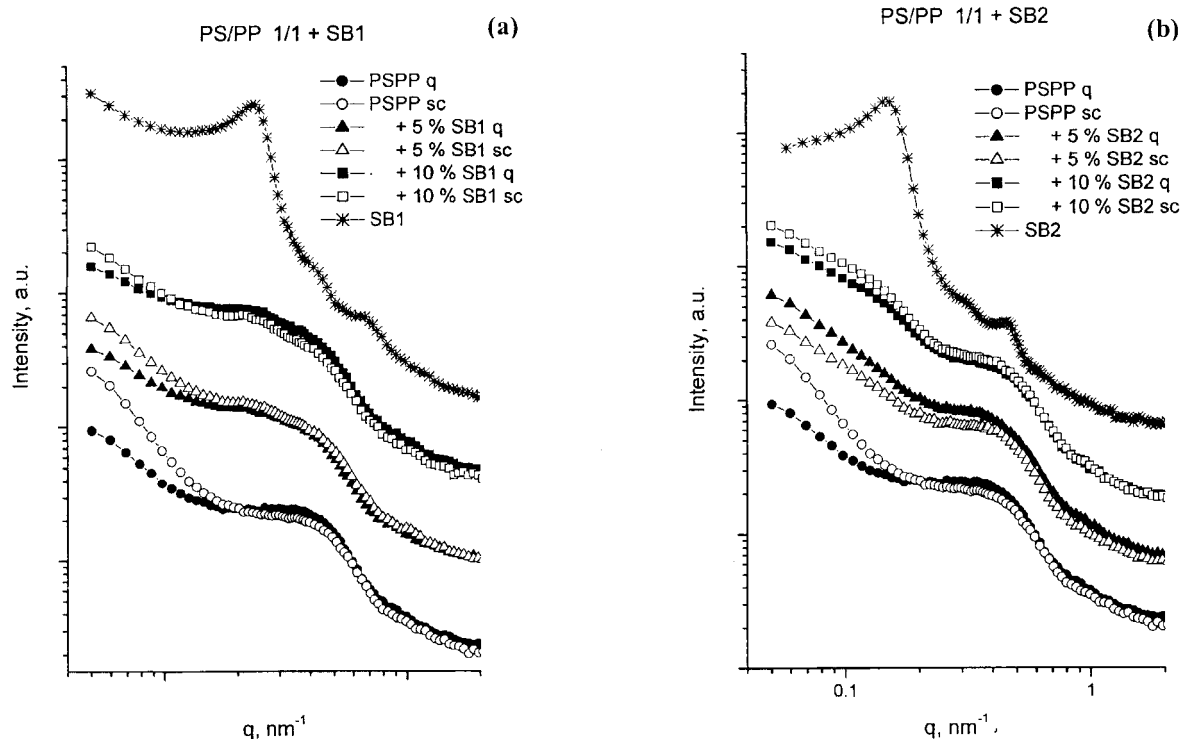 (a)
PS/PP 1/1 + SB1
PSPP q
PSPP sc
+ 5 % SB1 q
+ 5 % SB1 sc
+ 10 % SB1 q
+ 10 % SB1 sc
SB1
Intensity, a.u.
q, nm⁻¹
(b)
PS/PP 1/1 + SB2
PSPP q
PSPP sc
+ 5 % SB2 q
+ 5 % SB2 sc
+ 10 % SB2 q
+ 10 % SB2 sc
SB2
Intensity, a.u.
0.1
1
q, nm⁻¹